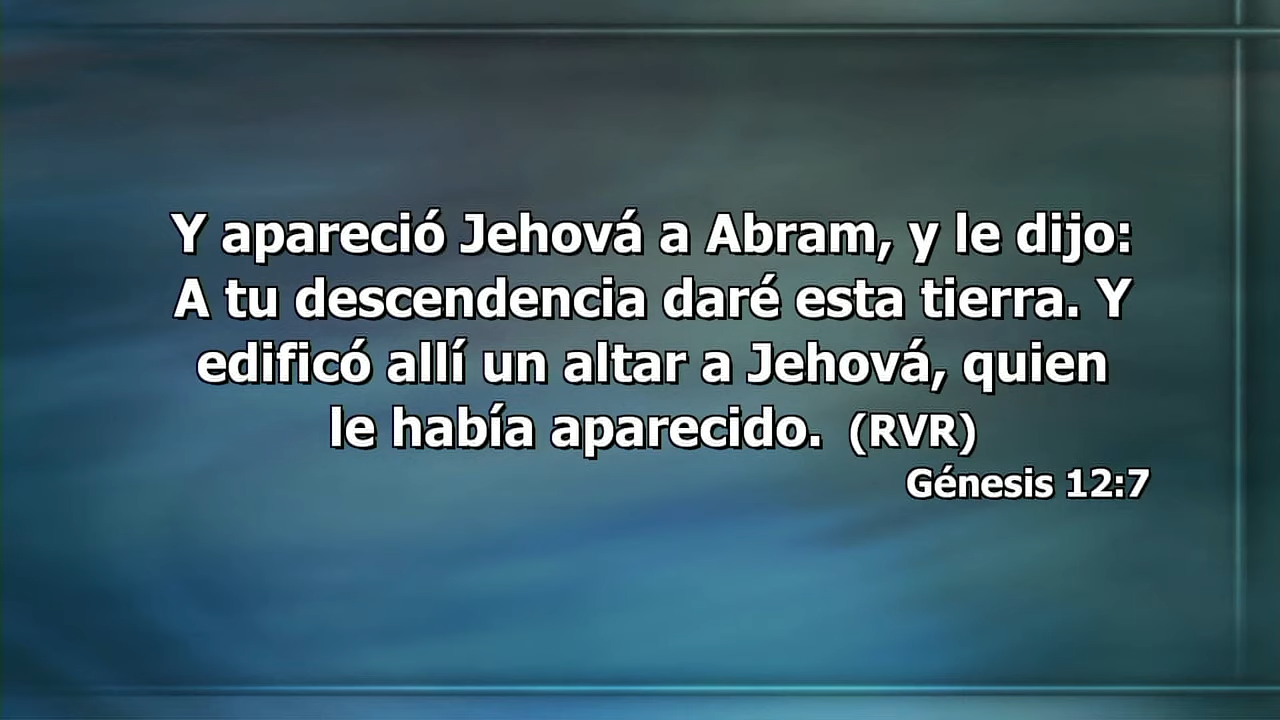 Y apareció Jehová a Abram, y le dijo:
A tu descendencia daré esta tierra. Y
edificó allí un altar a Jehová, quien
le había aparecido. (RVR)
Génesis 12:7